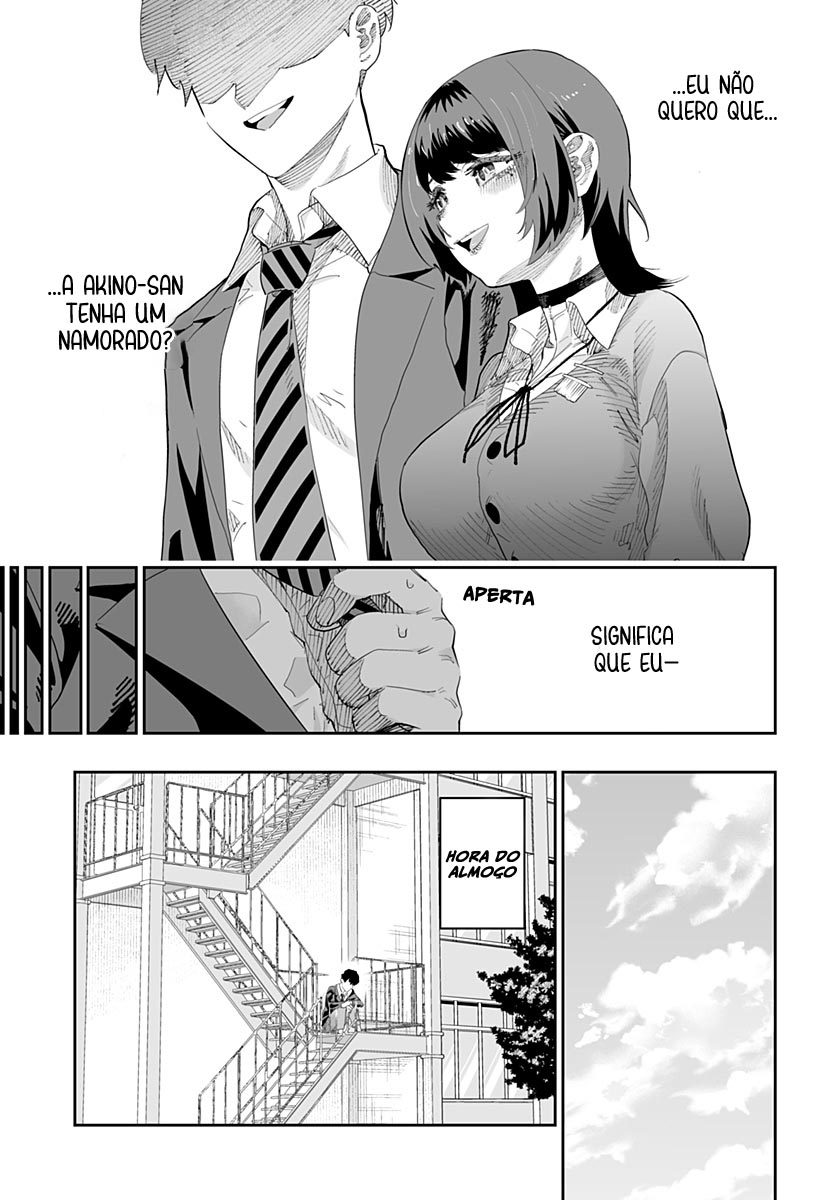 ...EU NÃO
QUERO QUE...
...A AKINO-SAN
TENHA UM
NAMORADO?
APERTA
SIGNIFICA
QUE EU—
HORA DO
ALMOÇO